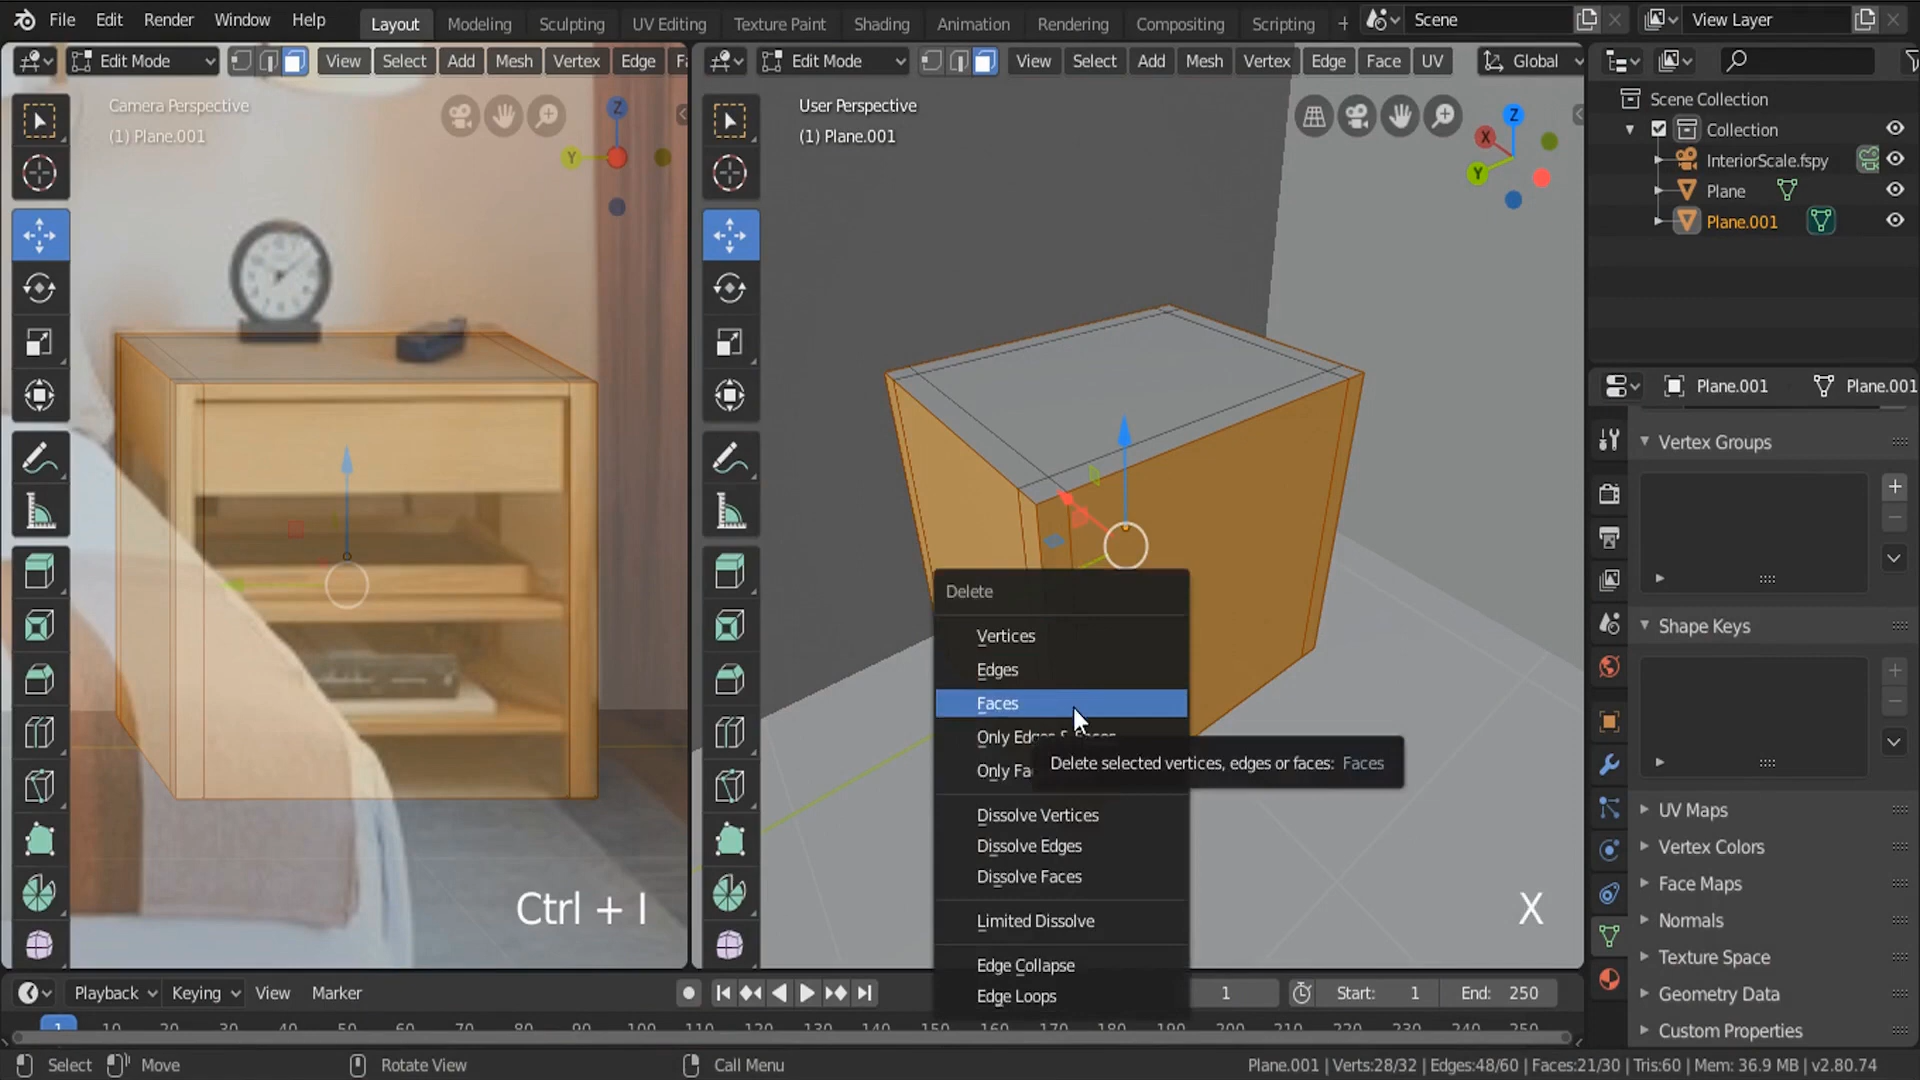 File Edit Render Window Help Layout Modeling Sculpting UV Editing Texture Paint Shading Animation Rendering Compositing Scripting + Scene View Layer
Edit Mode View Select Add Mesh Vertex Edge Fa
Edit Mode View Select Add Mesh Vertex Edge Face UV Global
Camera Perspective
(1) Plane.001
Z
Y
User Perspective
(1) Plane.001
Z
X
Y
Scene Collection
Collection
InteriorScale.fspy
Plane
Plane.001
Plane.001 Plane.001
Vertex Groups
Shape Keys
UV Maps
Vertex Colors
Face Maps
Normals
Texture Space
Geometry Data
Custom Properties
Delete
Vertices
Edges
Faces
Only Edges & Faces
Only Fa
Delete selected vertices, edges or faces: Faces
Dissolve Vertices
Dissolve Edges
Dissolve Faces
Limited Dissolve
Edge Collapse
Edge Loops
Ctrl + I
X
Playback Keying View Marker 1 Start: 1 End: 250
1 10 20 30 40 50 60 70 80 90 100 110 120 130 140 150 160 170 180 190 200 210 220 230 240 250
Select Move Rotate View Call Menu Plane.001 | Verts:28/32 | Edges:48/60 | Faces:21/30 | Tris:60 | Mem: 36.9 MB | v2.80.74